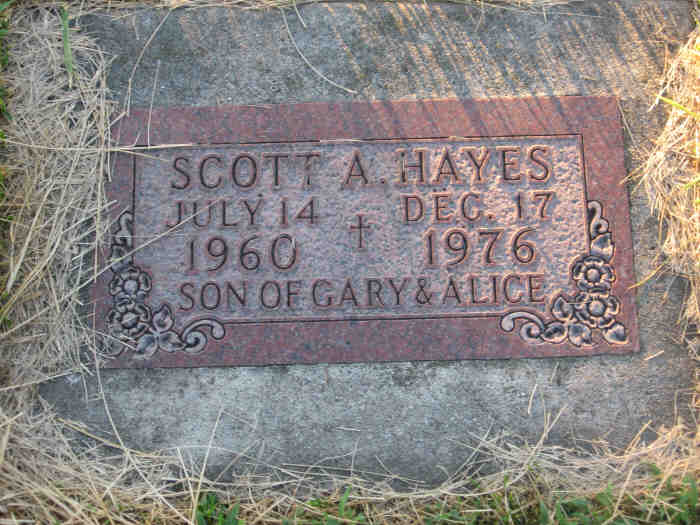 SCOTT A. HAYES
JULY 14 † DEC. 17
1960 1976
SON OF GARY & ALICE